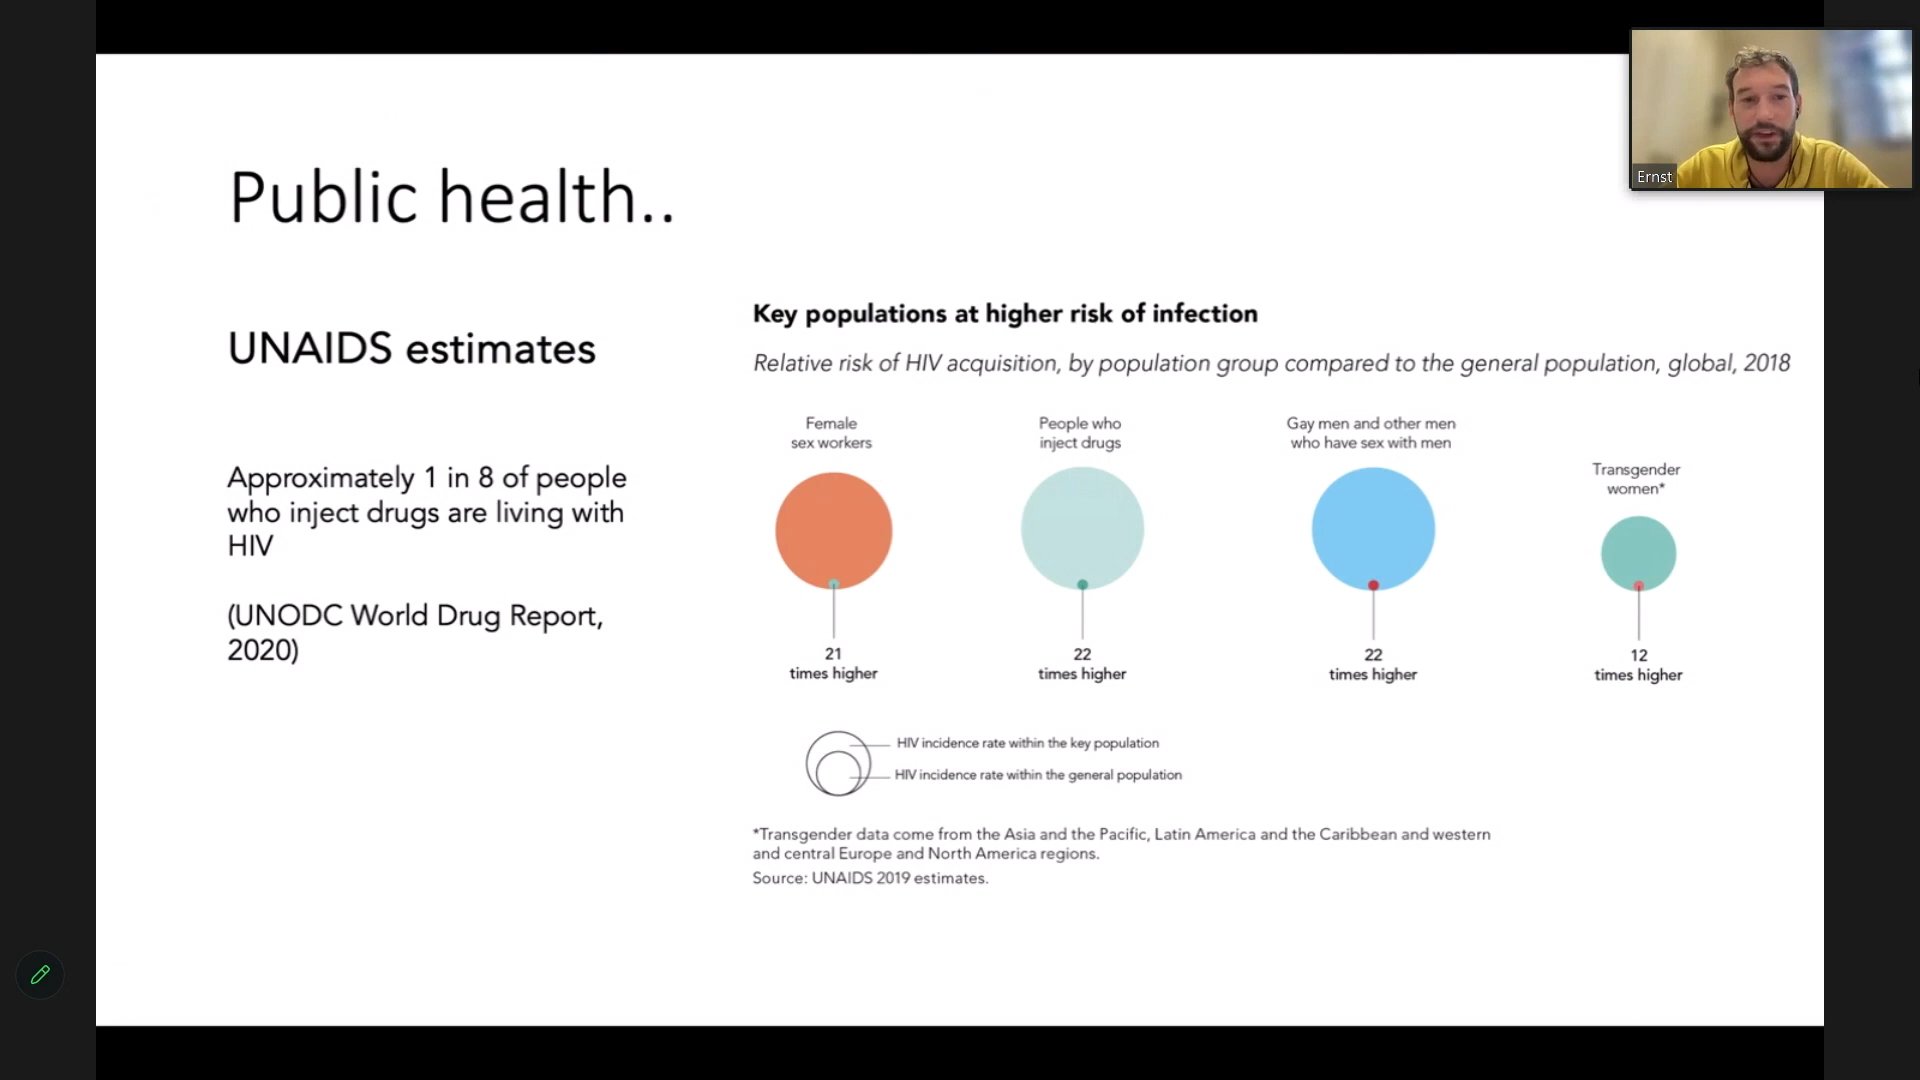 Public health..
Ernst
UNAIDS estimates
Approximately 1 in 8 of people
who inject drugs are living with
HIV
(UNODC World Drug Report,
2020)
Key populations at higher risk of infection
Relative risk of HIV acquisition, by population group compared to the general population, global, 2018
Female
sex workers
21
times higher
People who
inject drugs
22
times higher
Gay men and other men
who have sex with men
22
times higher
Transgender
women*
12
times higher
HIV incidence rate within the key population
HIV incidence rate within the general population
*Transgender data come from the Asia and the Pacific, Latin America and the Caribbean and western
and central Europe and North America regions.
Source: UNAIDS 2019 estimates.